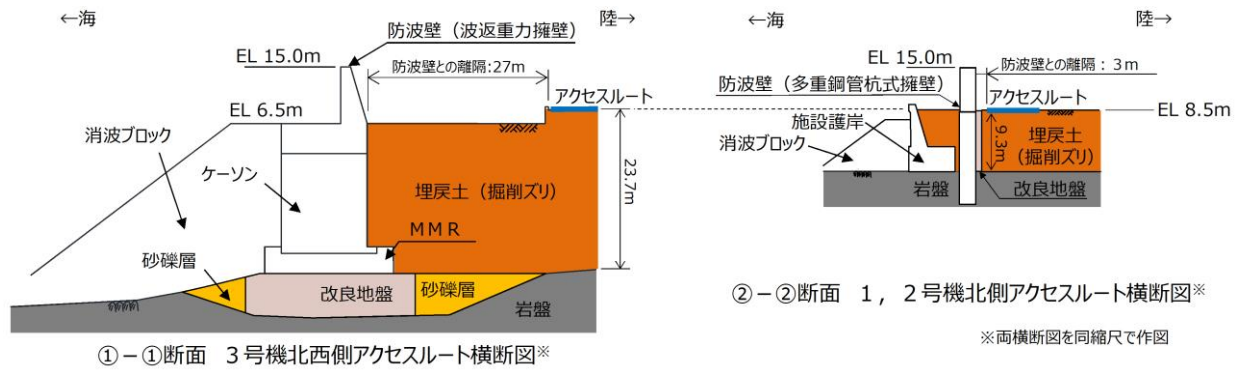 ←海
陸→
防波壁（波返重力擁壁）
EL 15.0m
防波壁との離隔:27m
アクセスルート
EL 6.5m
消波ブロック
ケーソン
埋戻土（掘削ズリ）
23.7m
ＭＭＲ
砂礫層
改良地盤
砂礫層
岩盤
①－①断面　３号機北西側アクセスルート横断図※
←海
陸→
EL 15.0m
防波壁との離隔：３m
防波壁（多重鋼管杭式擁壁）
アクセスルート
EL 8.5m
施設護岸
消波ブロック
9.3m
埋戻土
（掘削ズリ）
岩盤
改良地盤
②－②断面　１，２号機北側アクセスルート横断図※
※両横断図を同縮尺で作図